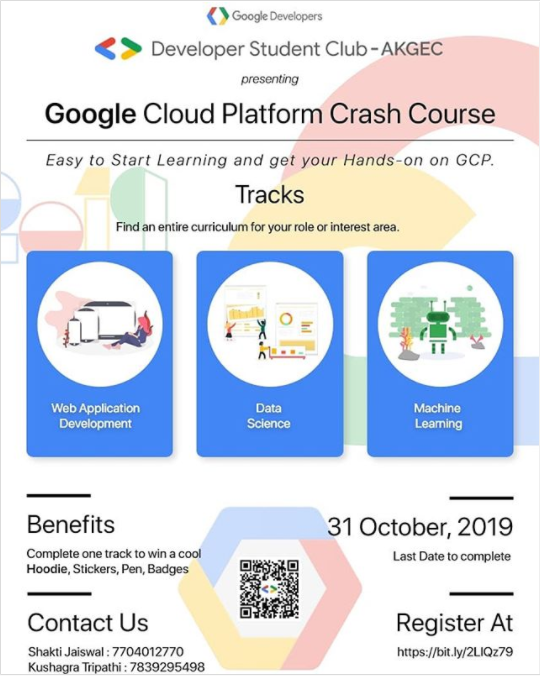 Google Developers
Developer Student Club - AKGEC
presenting
Google Cloud Platform Crash Course
Easy to Start Learning and get your Hands-on on GCP.
Tracks
Find an entire curriculum for your role or interest area.
Web Application
Development
Data
Science
Machine
Learning
Benefits
Complete one track to win a cool
Hoodie, Stickers, Pen, Badges
31 October, 2019
Last Date to complete
Contact Us
Shakti Jaiswal : 7704012770
Kushagra Tripathi : 7839295498
Register At
https://bit.ly/2LlQz79